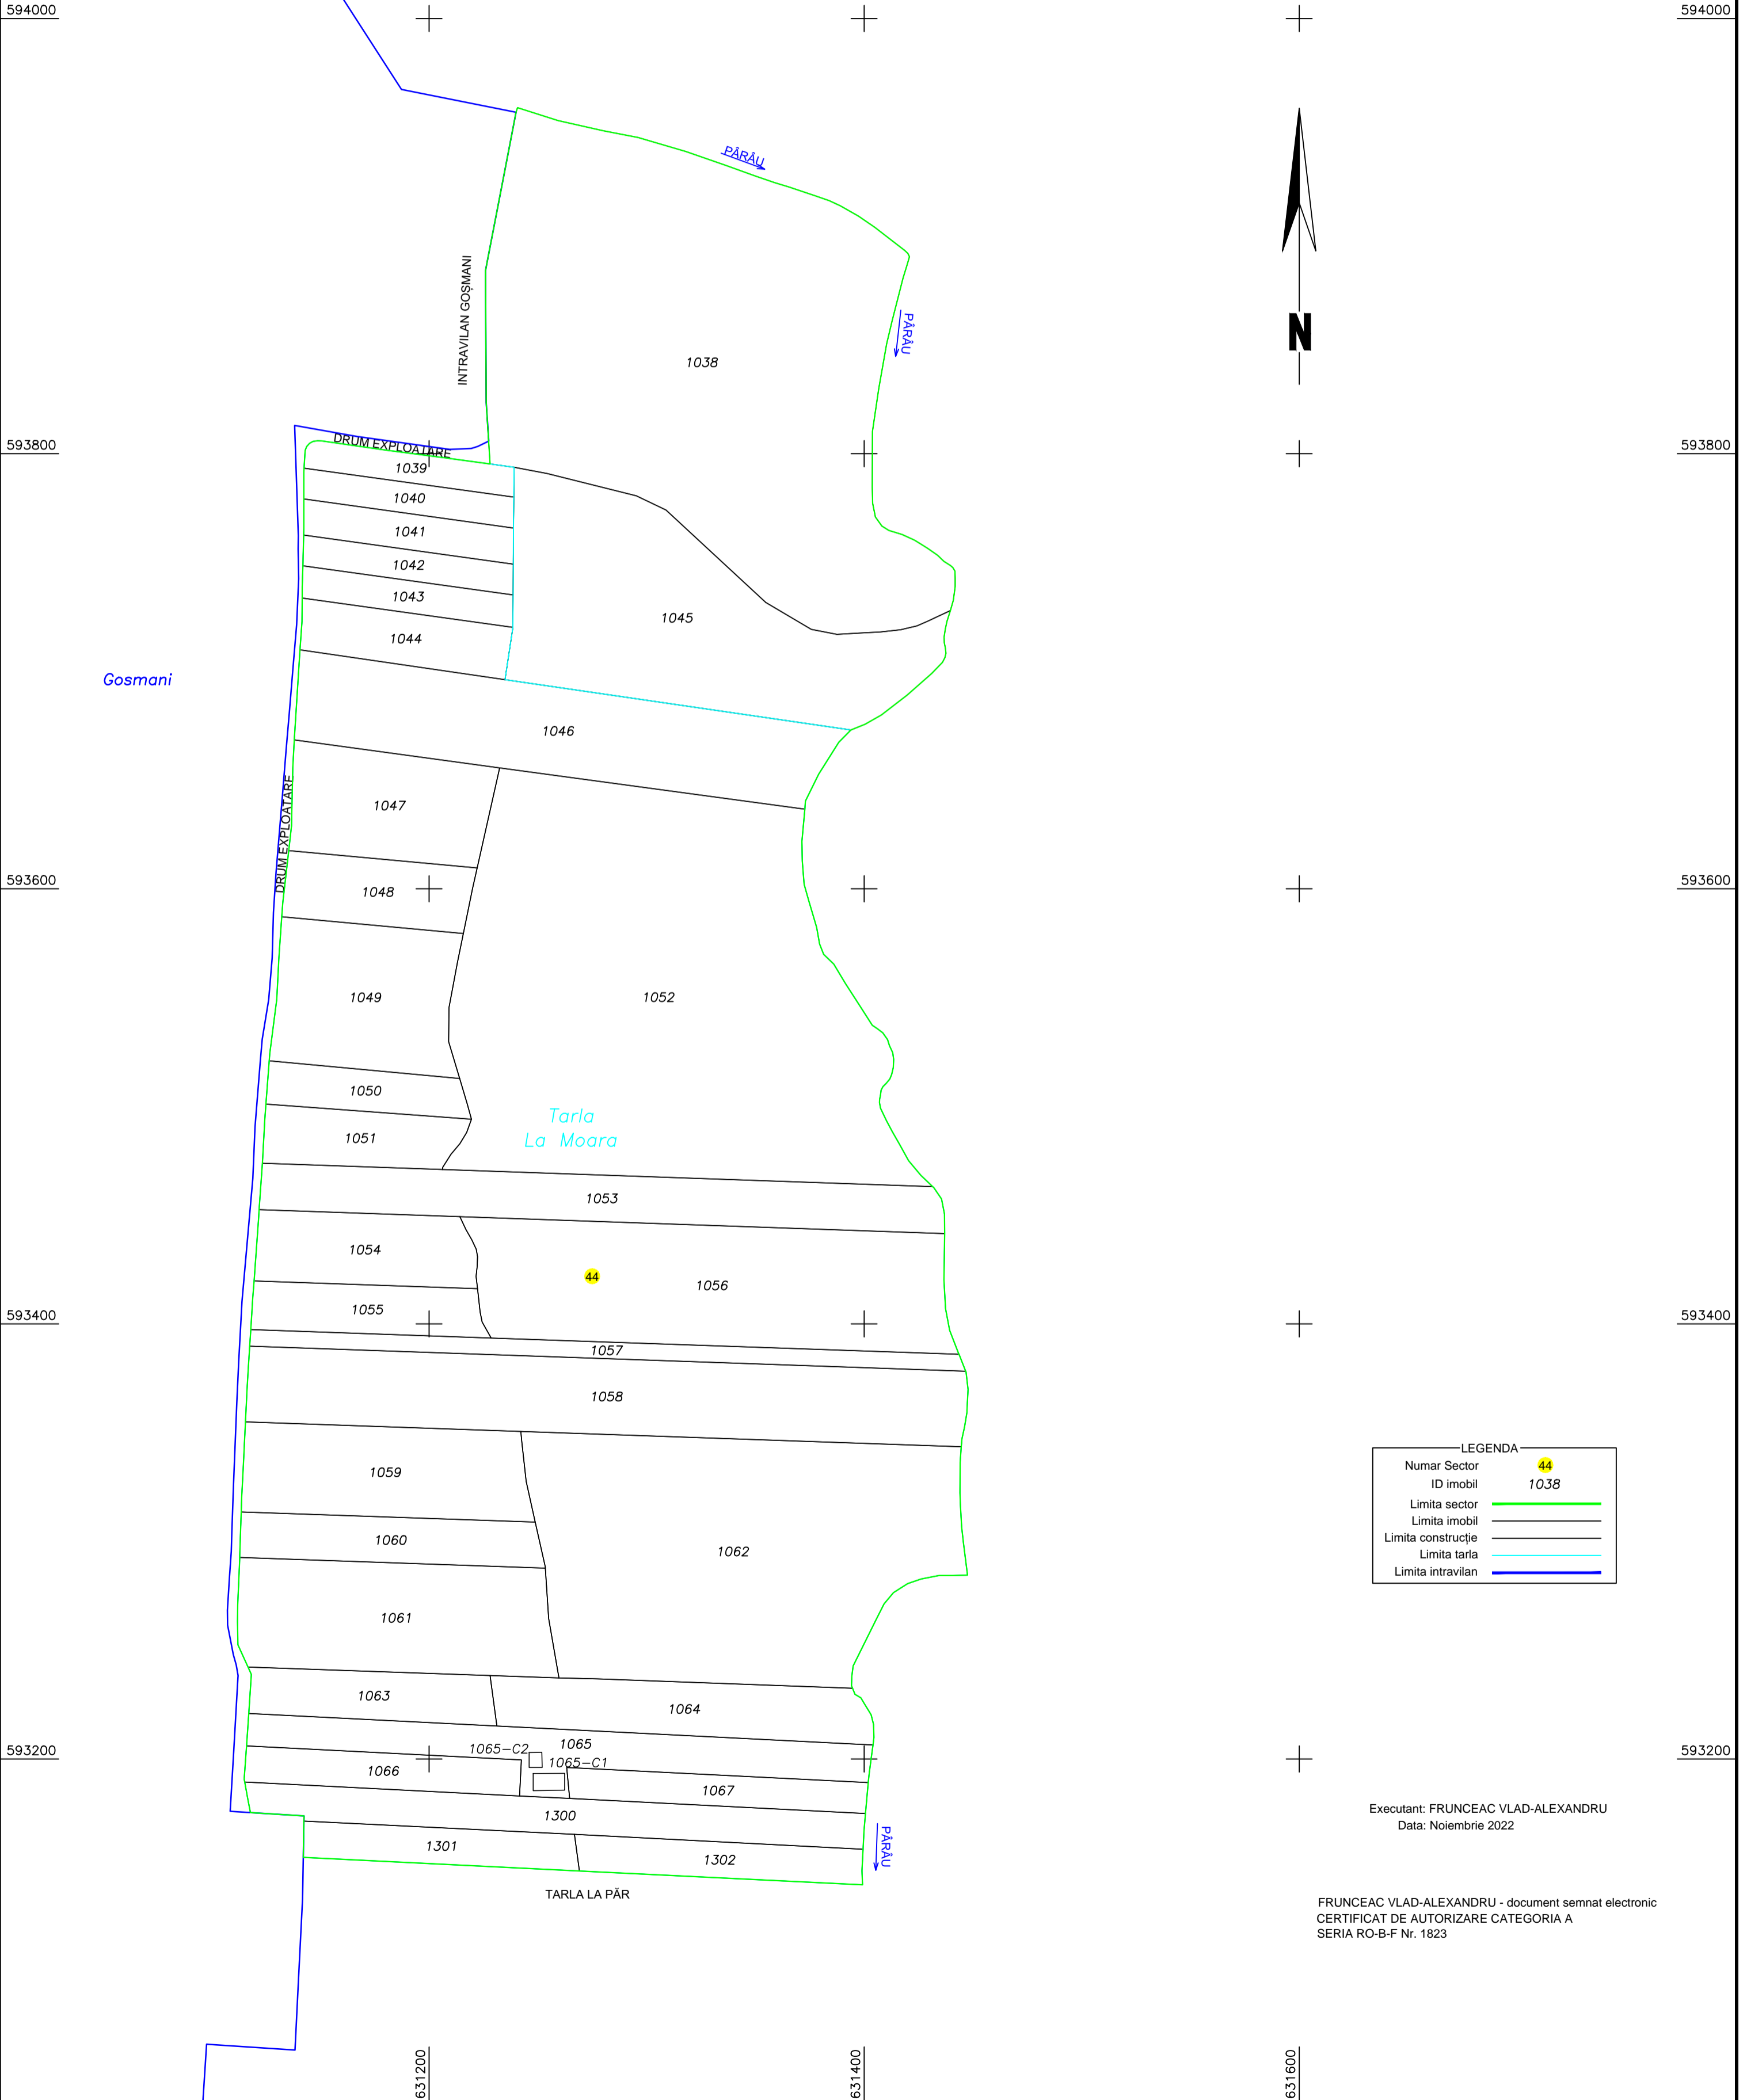 594000
594000
PÂRÂU
INTRAVILAN GOȘMANI
PÂRÂU
N
1038
593800
593800
DRUM EXPLOATARE
1039
1040
1041
1042
1043
1044
1045
Gosmani
1046
DRUM EXPLOATARE
1047
593600
593600
1048
1049
1052
1050
Tarla
La Moara
1051
1053
1054
44
1056
1055
593400
593400
1057
1058
1059
1060
1062
1061
LEGENDA
Numar Sector 44
ID imobil 1038
Limita sector
Limita imobil
Limita construcție
Limita tarla
Limita intravilan
1063
1064
1065
1065-C2
1065-C1
593200
593200
1066
1067
1300
1301
1302
PÂRÂU
TARLA LA PĂR
Executant: FRUNCEAC VLAD-ALEXANDRU
Data: Noiembrie 2022
FRUNCEAC VLAD-ALEXANDRU - document semnat electronic
CERTIFICAT DE AUTORIZARE CATEGORIA A
SERIA RO-B-F Nr. 1823
631200
631400
631600